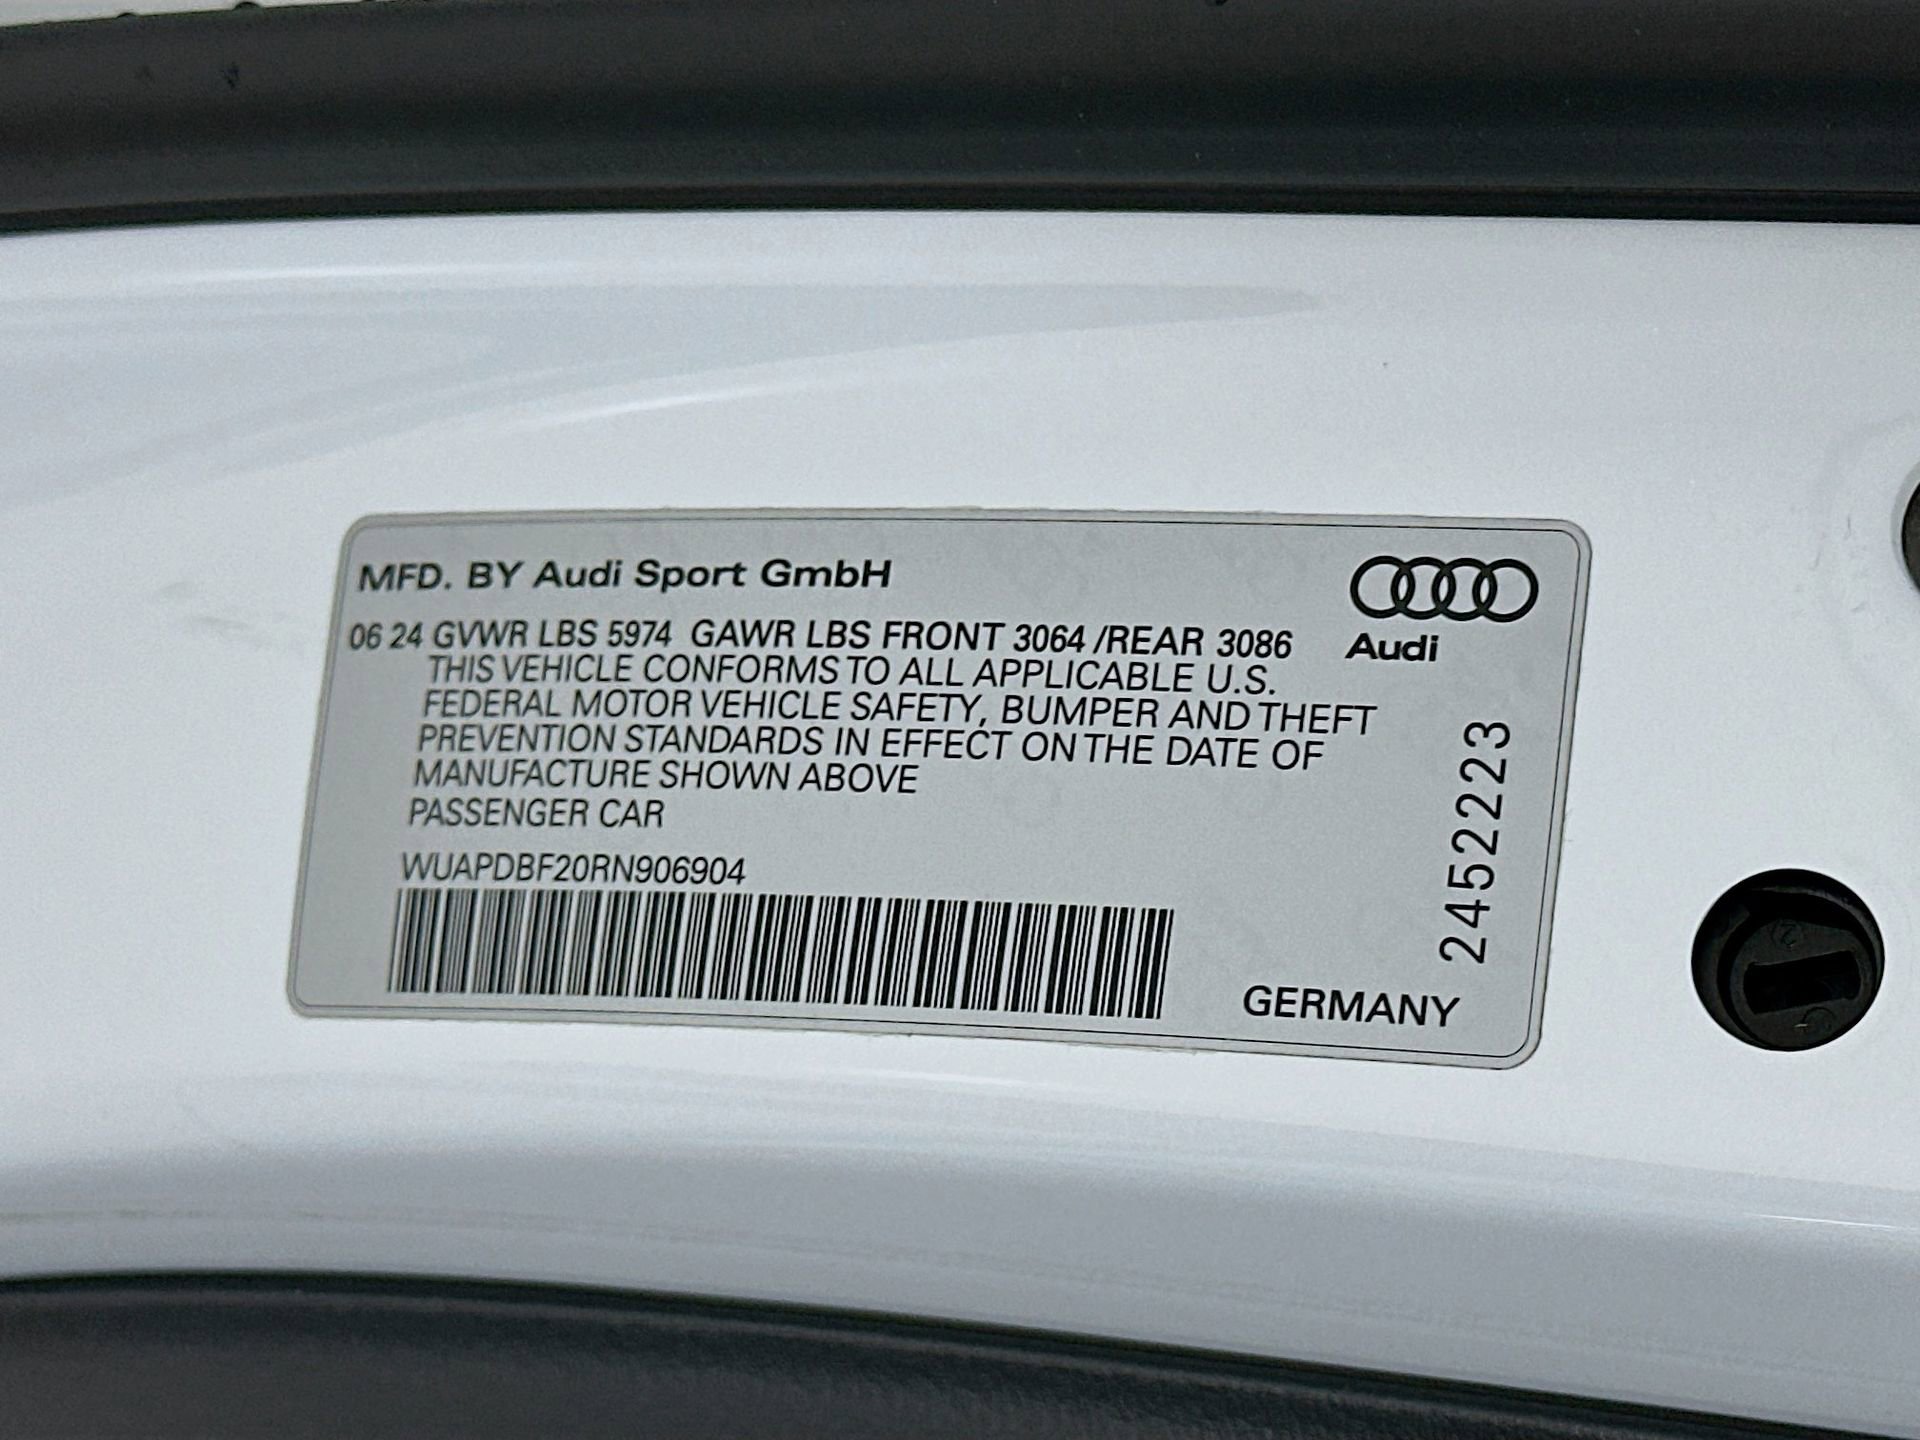 MFD. BY Audi Sport GmbH
06 24 GVWR LBS 5974 GAWR LBS FRONT 3064 /REAR 3086
Audi
THIS VEHICLE CONFORMS TO ALL APPLICABLE U.S.
FEDERAL MOTOR VEHICLE SAFETY, BUMPER AND THEFT
PREVENTION STANDARDS IN EFFECT ON THE DATE OF
MANUFACTURE SHOWN ABOVE
PASSENGER CAR
WUAPDBF20RN906904
2452223
GERMANY